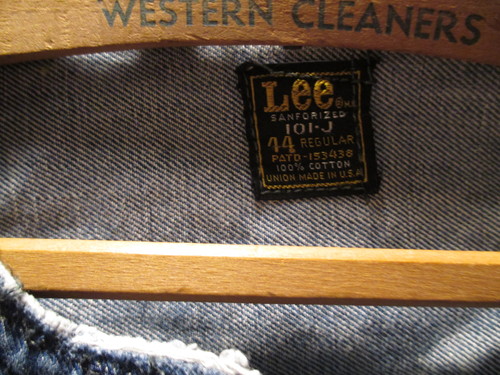 WESTERN CLEANERS
Lee ® M.R.
SANFORIZED
101-J
44 REGULAR
PATD-153438
100% COTTON
UNION MADE IN U.S.A.